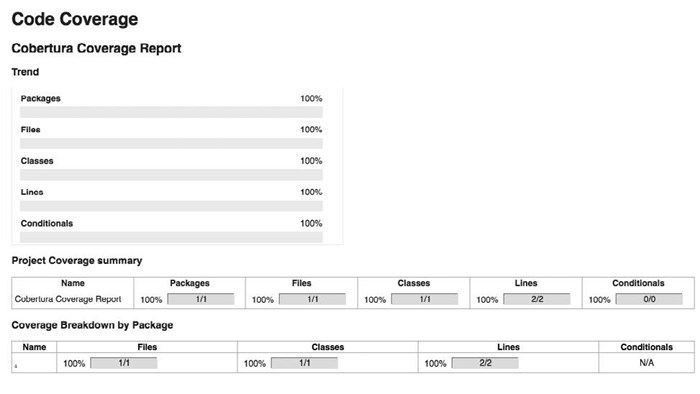 Code Coverage
Cobertura Coverage Report
Trend
Packages 100%
Files 100%
Classes 100%
Lines 100%
Conditionals 100%
Project Coverage summary
Name Packages Files Classes Lines Conditionals
Cobertura Coverage Report 100% 1/1 100% 1/1 100% 1/1 100% 2/2 100% 0/0
Coverage Breakdown by Package
Name Files Classes Lines Conditionals
100% 1/1 100% 1/1 100% 2/2 N/A